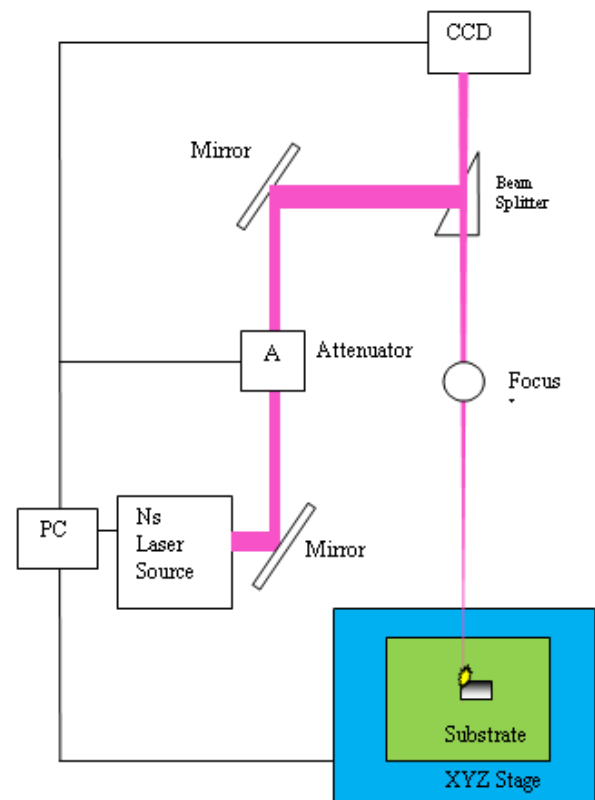 CCD
Mirror
Beam
Splitter
A
Attenuator
Focus
PC
Ns
Laser
Source
Mirror
Substrate
XYZ Stage